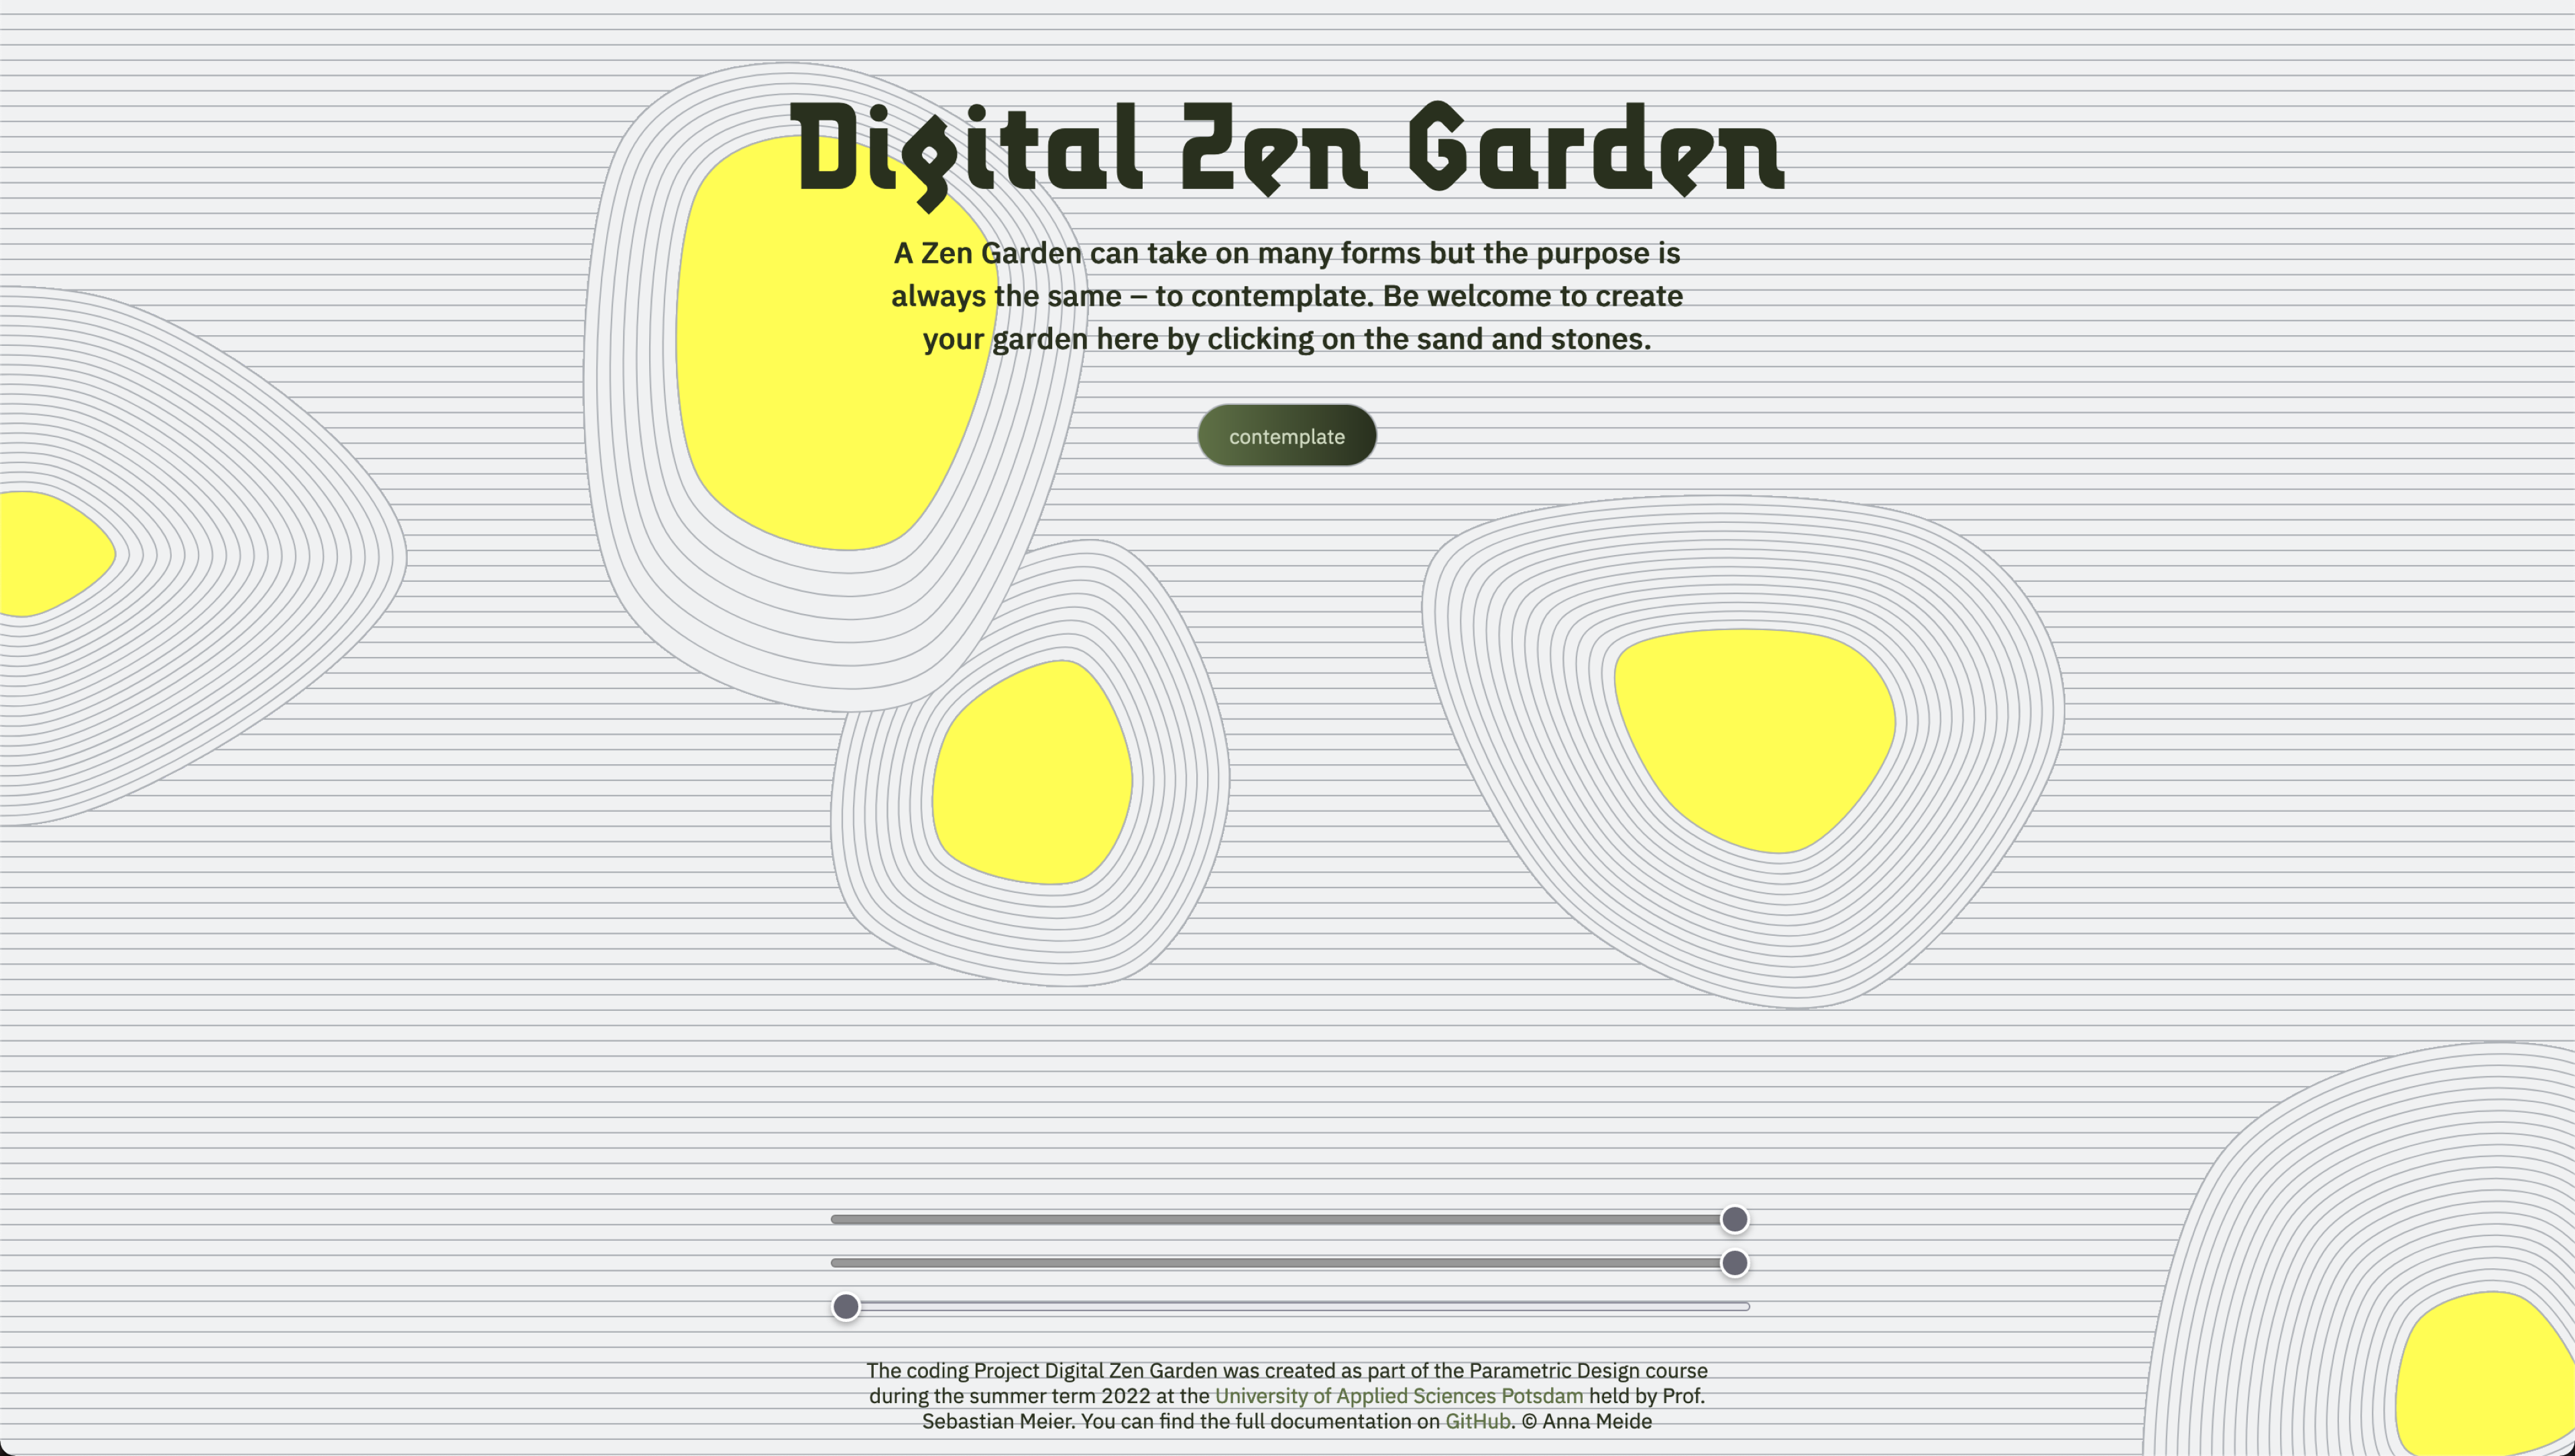 Digital Zen Garden
A Zen Garden can take on many forms but the purpose is
always the same – to contemplate. Be welcome to create
your garden here by clicking on the sand and stones.
contemplate
The coding Project Digital Zen Garden was created as part of the Parametric Design course
during the summer term 2022 at the University of Applied Sciences Potsdam held by Prof.
Sebastian Meier. You can find the full documentation on GitHub. © Anna Meide